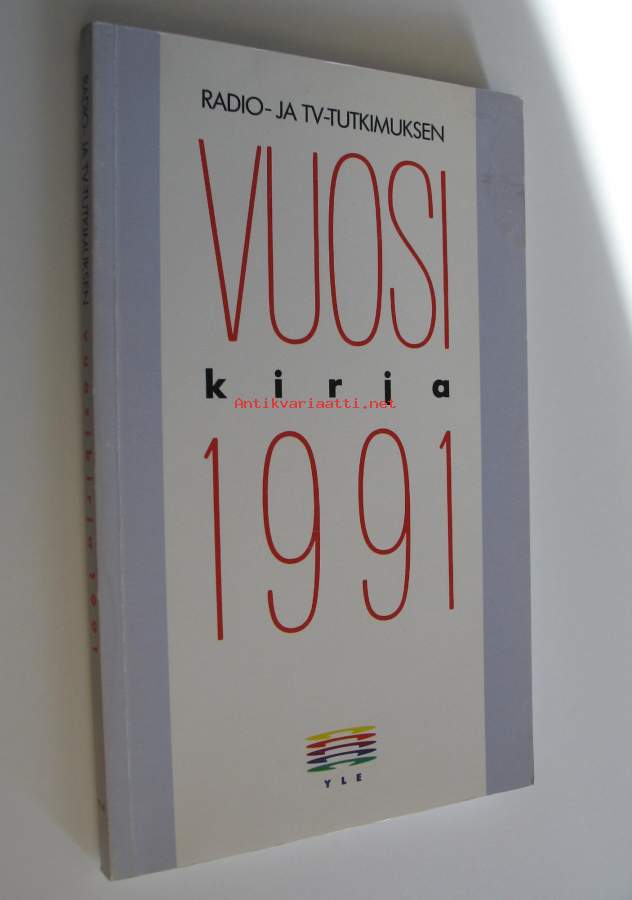 RADIO- JA TV-TUTKIMUKSEN
VUOSI
kirja
Antikvariaatti.net
1991
YLE
RADIO- JA TV-TUTKIMUKSEN vuosikirja 1991